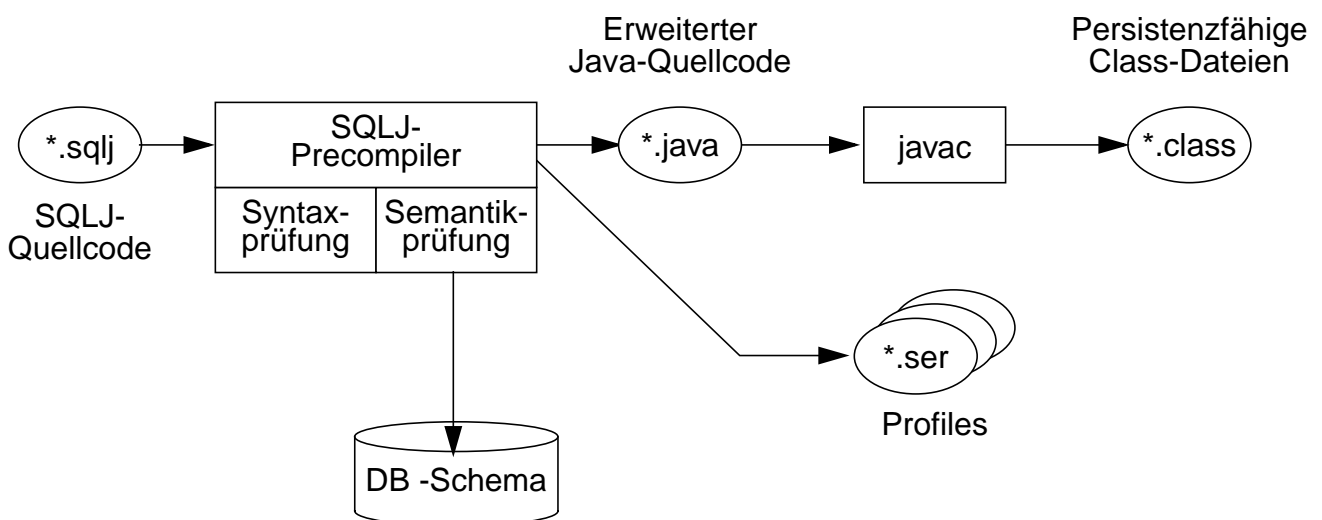 Erweiterter
Java-Quellcode
Persistenzfähige
Class-Dateien
*.sqlj
SQLJ-
Precompiler
*.java
javac
*.class
SQLJ-
Quellcode
Syntax-
prüfung
Semantik-
prüfung
*.ser
Profiles
DB -Schema